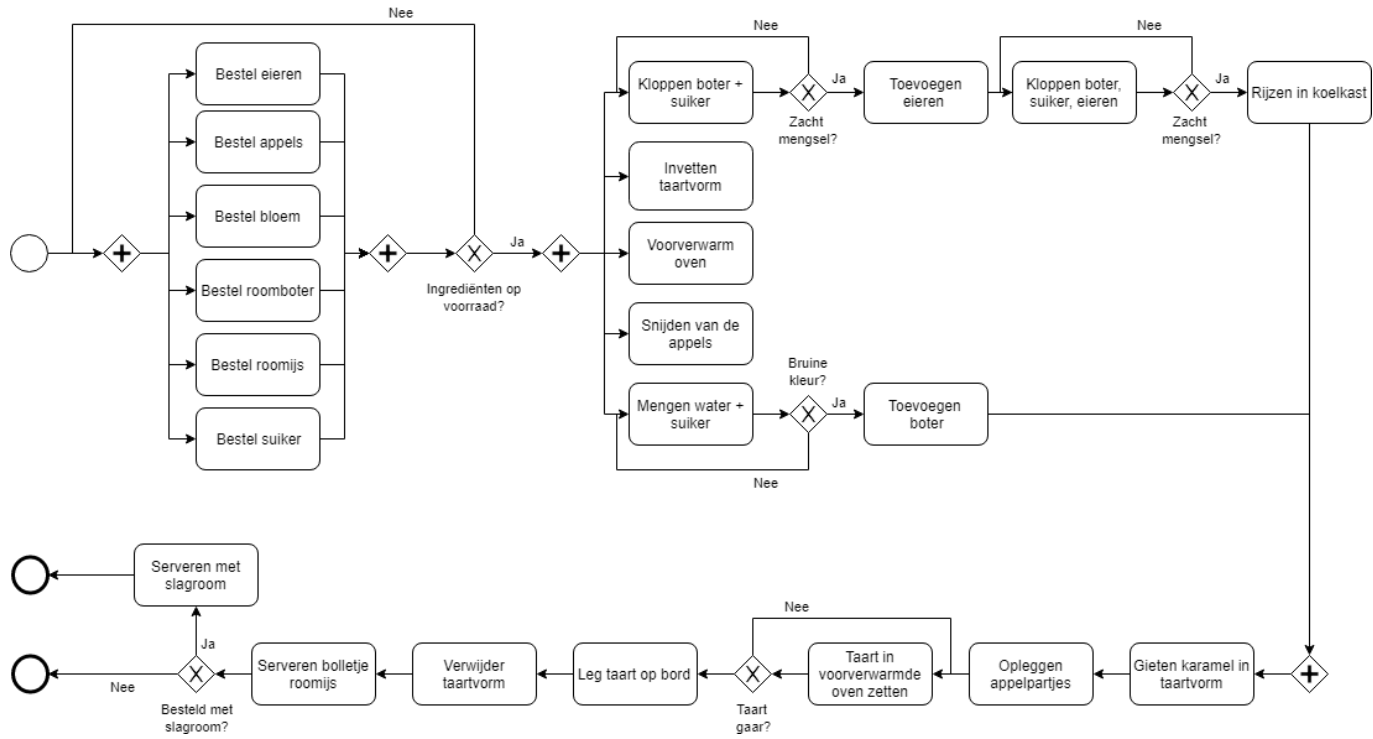 Nee
Bestel eieren
Bestel appels
Bestel bloem
Bestel roomboter
Bestel roomijs
Bestel suiker
Ja
Ingrediënten op
voorraad?
Nee
Kloppen boter +
suiker
Ja
Zacht
mengsel?
Toevoegen
eieren
Nee
Kloppen boter,
suiker, eieren
Ja
Zacht
mengsel?
Rijzen in koelkast
Invetten
taartvorm
Voorverwarm
oven
Snijden van de
appels
Mengen water +
suiker
Bruine
kleur?
Ja
Nee
Toevoegen
boter
Gieten karamel in
taartvorm
Opleggen
appelpartjes
Nee
Taart in
voorverwarmde
oven zetten
Taart
gaar?
Leg taart op bord
Verwijder
taartvorm
Serveren bolletje
roomijs
Besteld met
slagroom?
Ja
Nee
Serveren met
slagroom